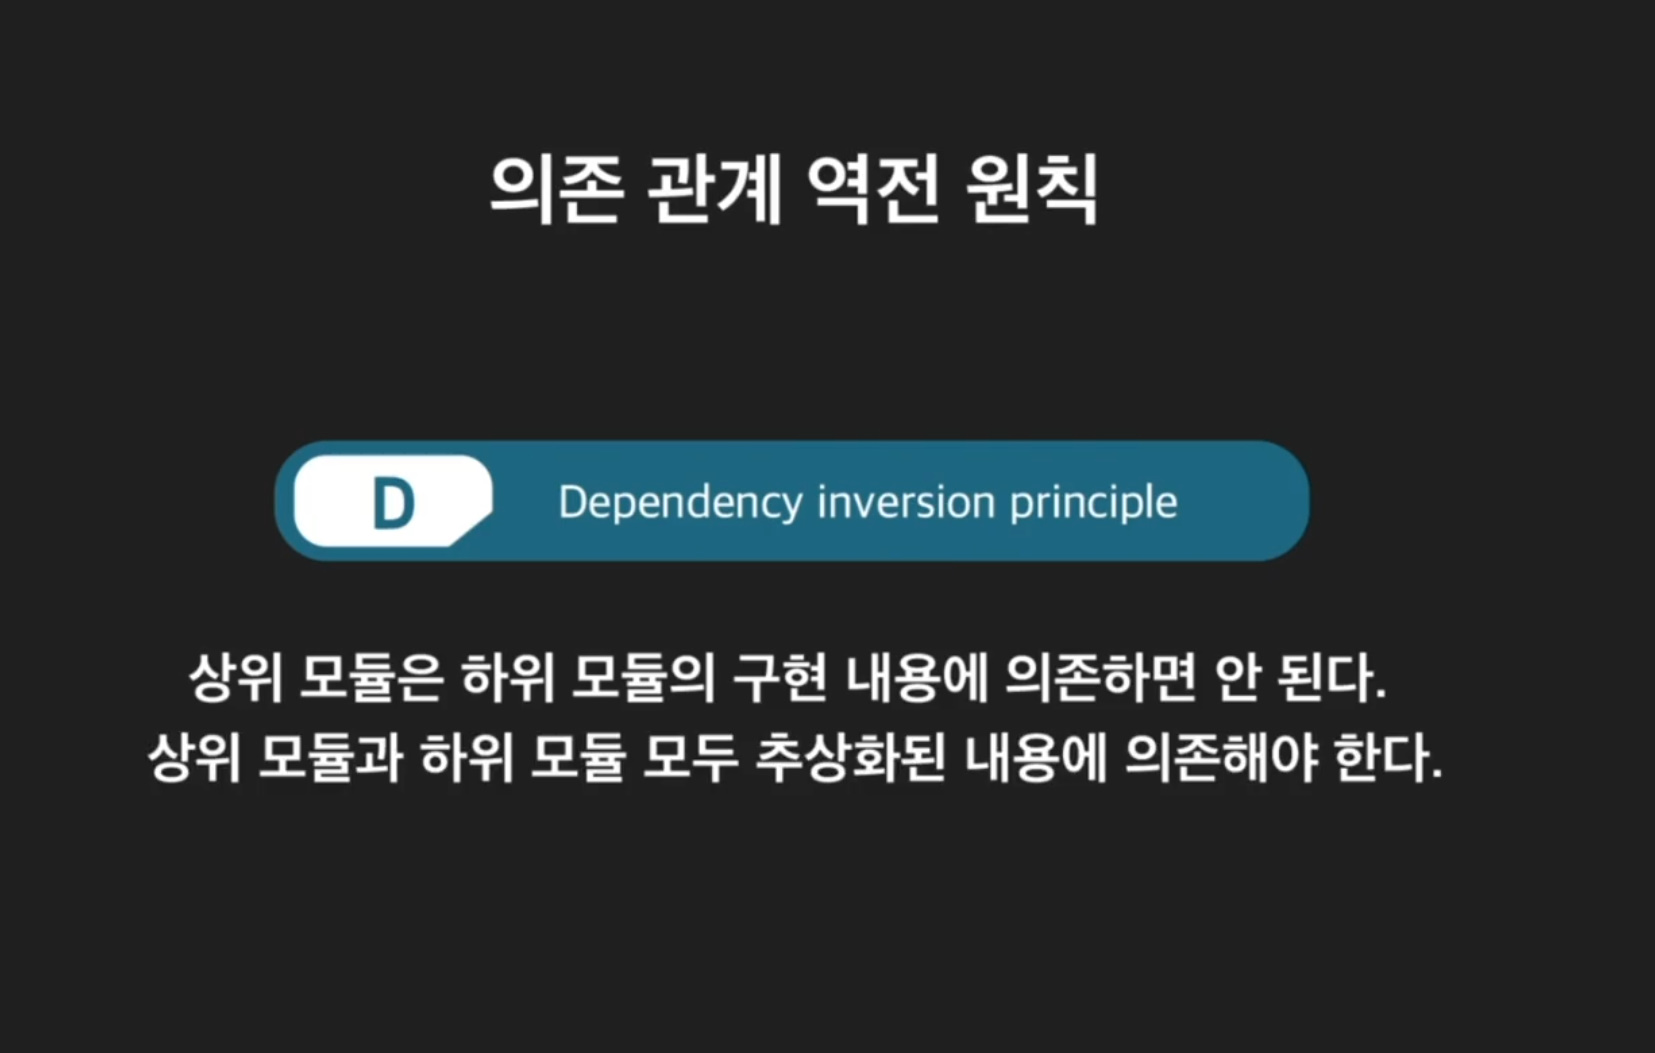 의존 관계 역전 원칙
D Dependency inversion principle
상위 모듈은 하위 모듈의 구현 내용에 의존하면 안 된다.
상위 모듈과 하위 모듈 모두 추상화된 내용에 의존해야 한다.